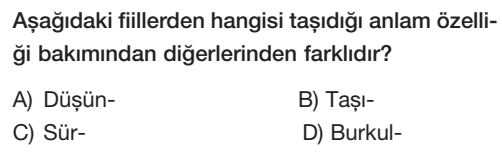 Aşağıdaki fiillerden hangisi taşıdığı anlam özelli-
ği bakımından diğerlerinden farklıdır?
A) Düşün- B) Taşı-
C) Sür- D) Burkul-